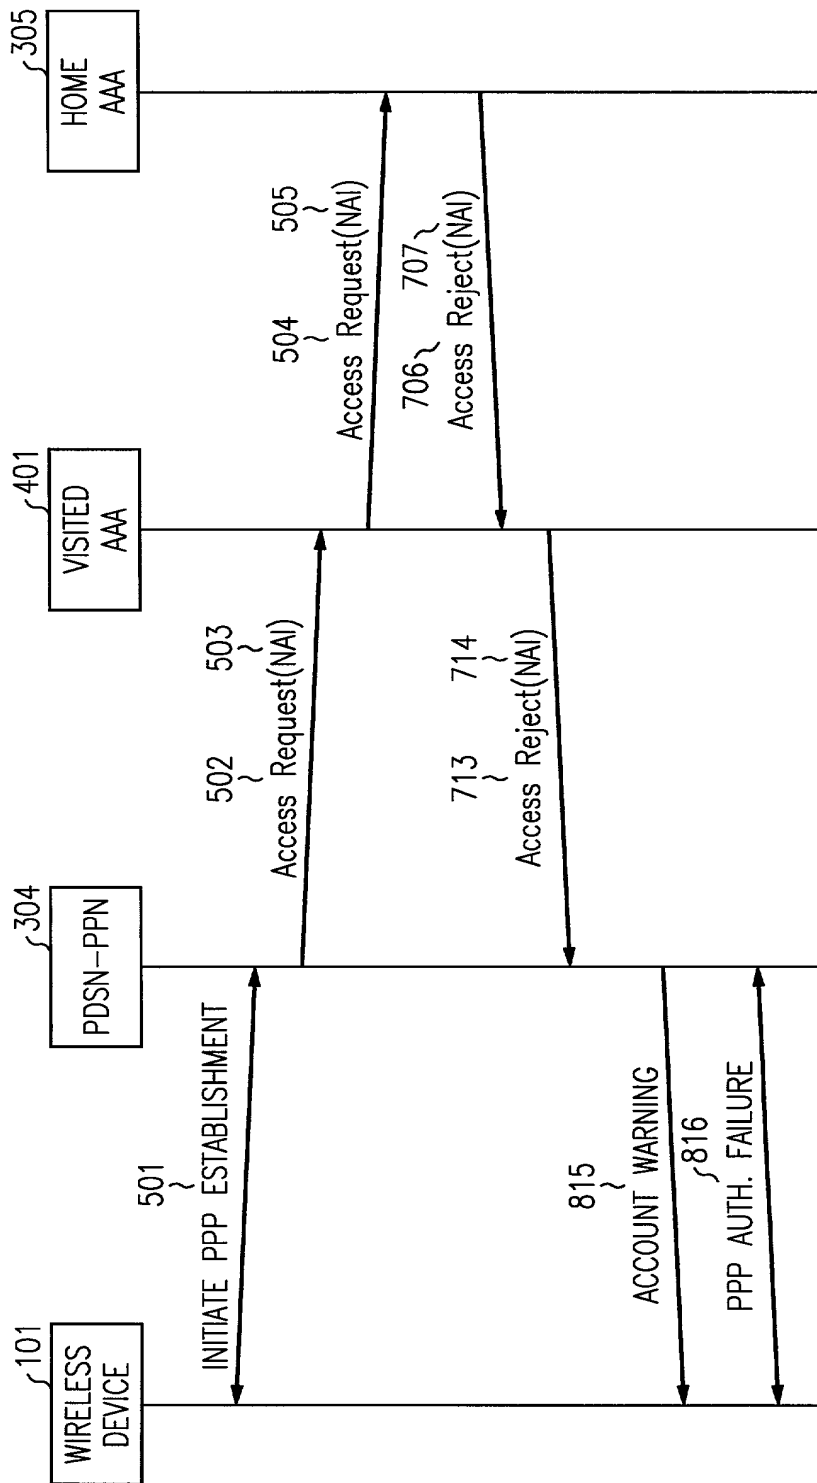 101
WIRELESS
DEVICE
304
PDSN-PPN
401
VISITED
AAA
305
HOME
AAA
501
INITIATE PPP ESTABLISHMENT
502 503
Access Request(NAI)
504 505
Access Request(NAI)
706 707
Access Reject(NAI)
713 714
Access Reject(NAI)
815
ACCOUNT WARNING
816
PPP AUTH. FAILURE